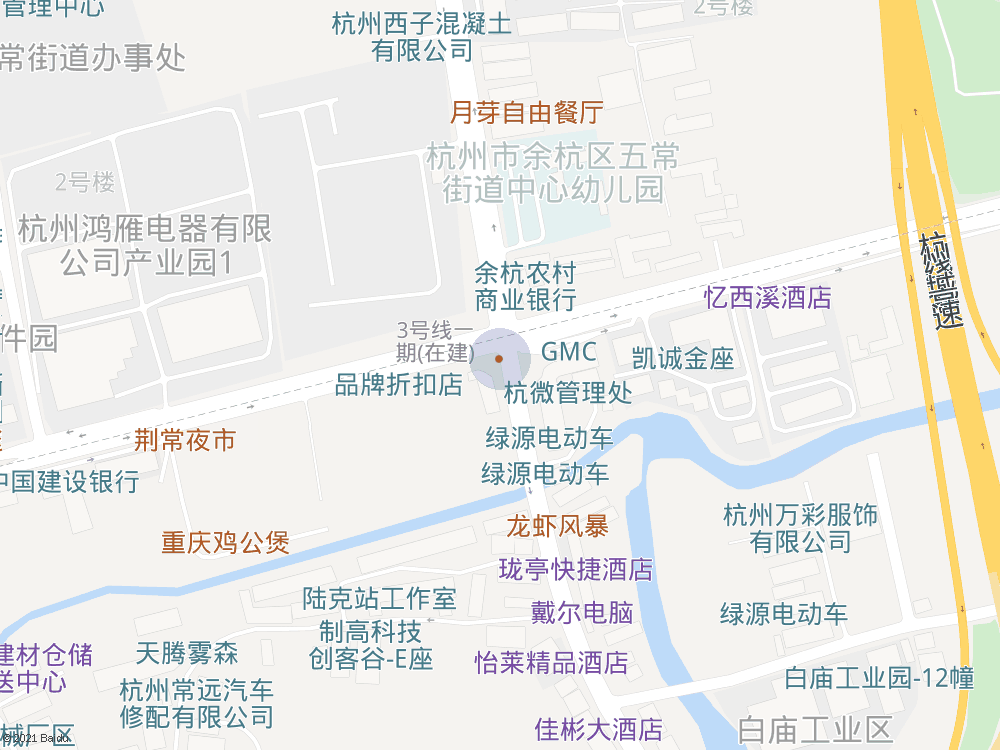 管理中心
杭州西子混凝土
有限公司
2号楼
常街道办事处
月芽自由餐厅
杭州市余杭区五常
街道中心幼儿园
2号楼
杭州鸿雁电器有限
公司产业园1
杭线高速
余杭农村
商业银行
忆西溪酒店
3号线一
期(在建)
件园
GMC
凯诚金座
品牌折扣店
杭微管理处
荆常夜市
绿源电动车
绿源电动车
中国建设银行
重庆鸡公煲
龙虾风暴
杭州万彩服饰
有限公司
珑亭快捷酒店
陆克站工作室
戴尔电脑
绿源电动车
制高科技
创客谷-E座
天腾雾森
建材仓储
送中心
怡莱精品酒店
白庙工业园-12幢
杭州常远汽车
修配有限公司
佳彬大酒店
白庙工业区
械厂区
© 2021 Baidu